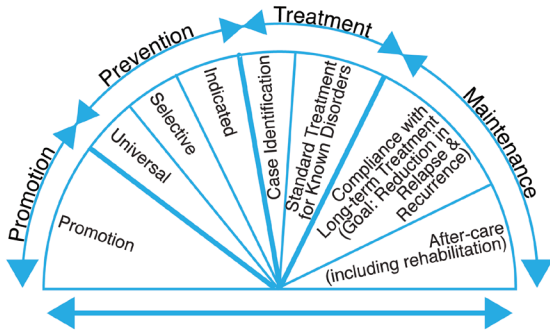 Promotion
Prevention
Treatment
Maintenance
Promotion
Universal
Selective
Indicated
Case Identification
Standard Treatment
for Known Disorders
Compliance with
Long-term Treatment
(Goal: Reduction in
Relapse &
Recurrence)
After-care
(including rehabilitation)